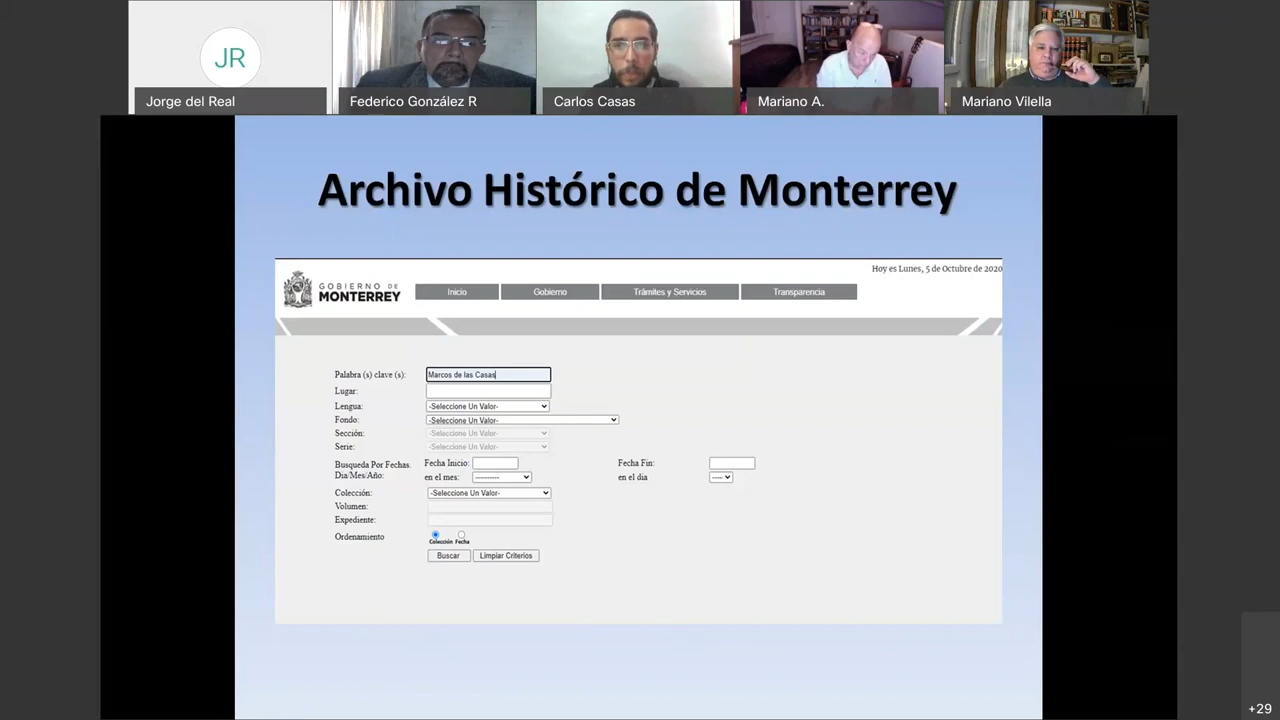 JR
Jorge del Real
Federico González R
Carlos Casas
Mariano A.
Mariano Vilella
Archivo Histórico de Monterrey
Hoy es Lunes, 5 de Octubre de 2020
GOBIERNO DE
MONTERREY
Inicio
Gobierno
Trámites y Servicios
Transparencia
Palabra (s) clave (s):
Marcos de las Casas
Lugar:
Lengua:
-Seleccione Un Valor-
Fondo:
-Seleccione Un Valor-
Sección:
-Seleccione Un Valor-
Serie:
-Seleccione Un Valor-
Busqueda Por Fechas.
Dia/Mes/Año:
Fecha Inicio:
Fecha Fin:
en el mes:
----------
en el dia
----
Colección:
-Seleccione Un Valor-
Volumen:
Expediente:
Ordenamiento
Colección Fecha
Buscar
Limpiar Criterios
+29